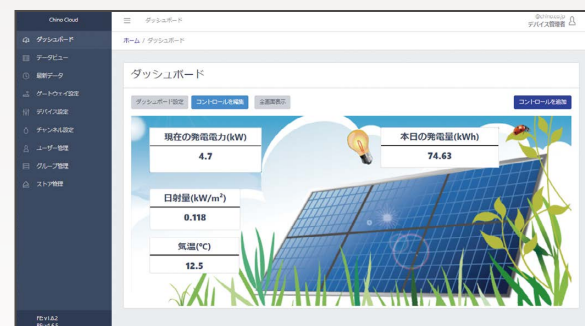 Chino Cloud
ダッシュボード
デバイス管理者
ダッシュボード
ホーム / ダッシュボード
データビュー
最新データ
ゲートウェイ設定
デバイス設定
チャンネル設定
ユーザー管理
グループ管理
ストア管理
ダッシュボード
ダッシュボード設定
コントロールを編集
全画面表示
コントロールを追加
現在の発電電力(kW)
4.7
本日の発電量(kWh)
74.63
日射量(kW/m²)
0.118
気温(℃)
12.5
FE:v1.8.2